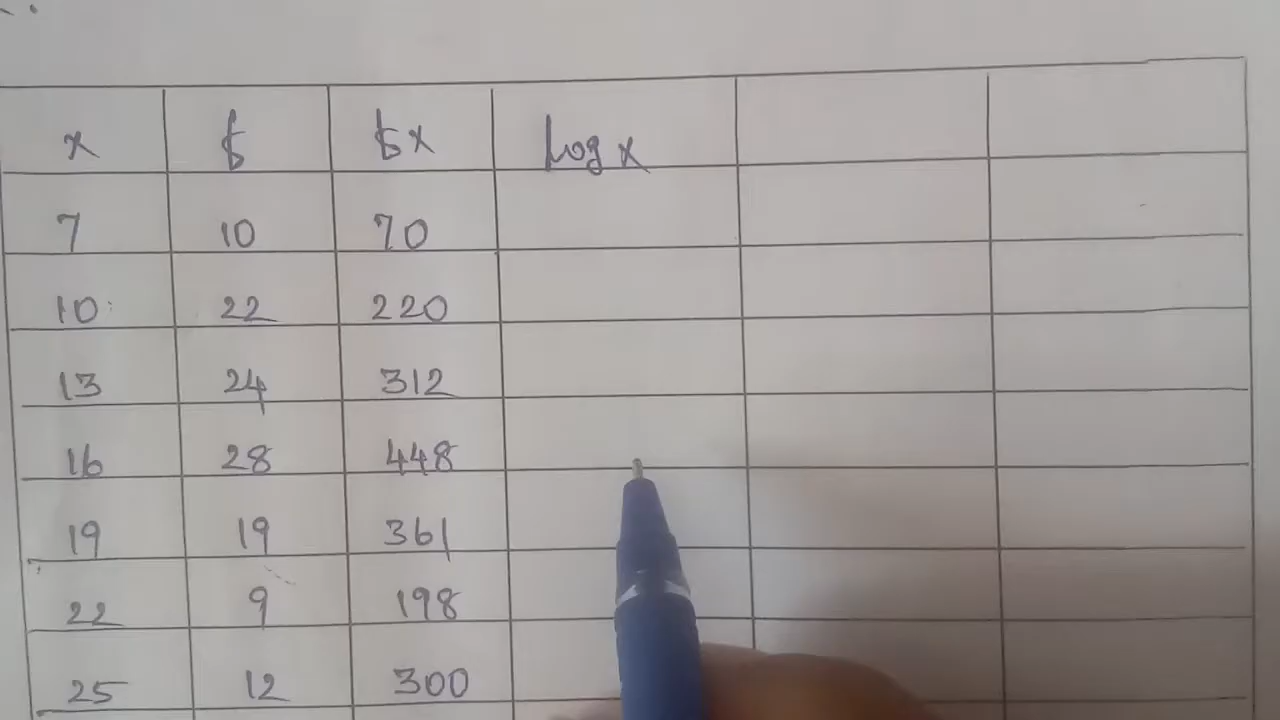 x f fx Log x
7 10 70
10 22 220
13 24 312
16 28 448
19 19 361
22 9 198
25 12 300